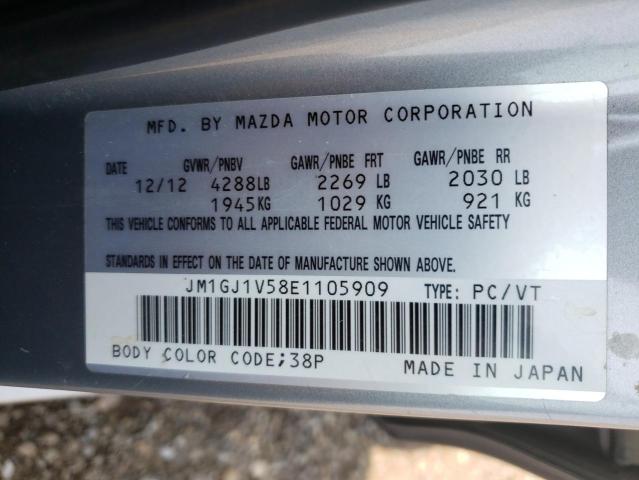 MFD. BY MAZDA MOTOR CORPORATION
DATE GVWR/PNBV GAWR/PNBE FRT GAWR/PNBE RR
12/12 4288LB 2269 LB 2030 LB
1945KG 1029 KG 921 KG
THIS VEHICLE CONFORMS TO ALL APPLICABLE FEDERAL MOTOR VEHICLE SAFETY
STANDARDS IN EFFECT ON THE DATE OF MANUFACTURE SHOWN ABOVE.
JM1GJ1V58E1105909 TYPE: PC/VT
BODY COLOR CODE;38P MADE IN JAPAN